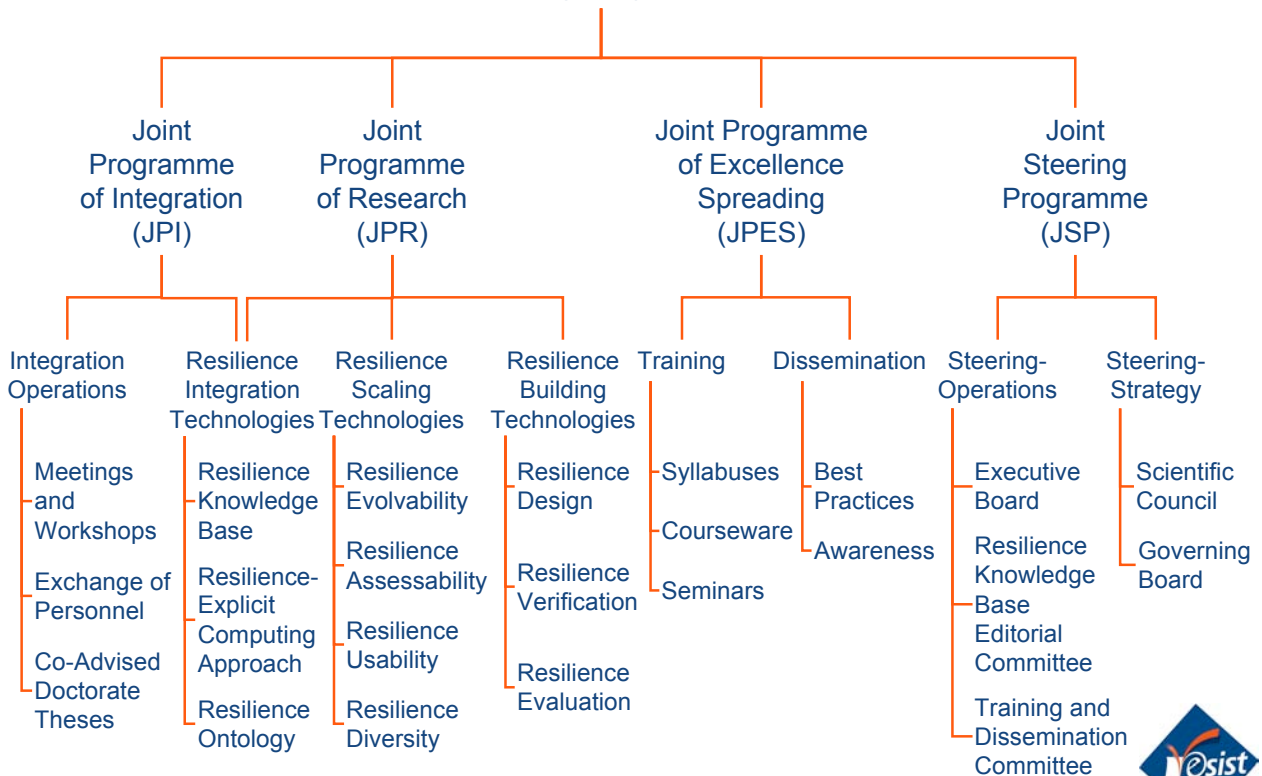 Joint
Programme
of Integration
(JPI)
Joint
Programme
of Research
(JPR)
Joint Programme
of Excellence
Spreading
(JPES)
Joint
Steering
Programme
(JSP)
Integration
Operations
Meetings
and
Workshops
Exchange of
Personnel
Co-Advised
Doctorate
Theses
Resilience
Integration
Technologies
Resilience
Knowledge
Base
Resilience-
Explicit
Computing
Approach
Resilience
Ontology
Resilience
Scaling
Technologies
Resilience
Evolvability
Resilience
Assessability
Resilience
Usability
Resilience
Diversity
Resilience
Building
Technologies
Resilience
Design
Resilience
Verification
Resilience
Evaluation
Training
Syllabuses
Courseware
Seminars
Dissemination
Best
Practices
Awareness
Steering-
Operations
Executive
Board
Resilience
Knowledge
Base
Editorial
Committee
Training and
Dissemination
Committee
Steering-
Strategy
Scientific
Council
Governing
Board
resist